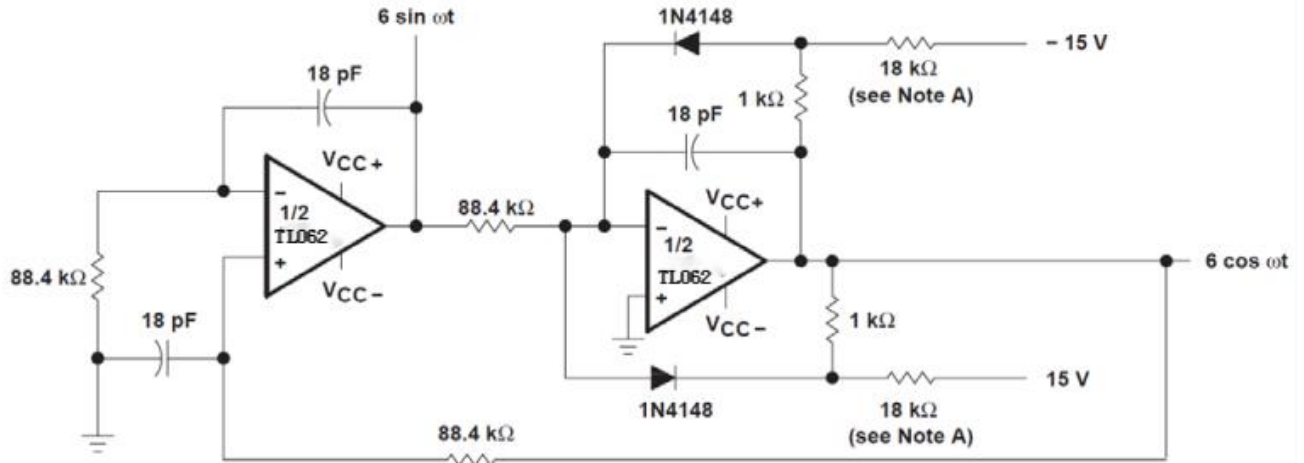 6 sin ωt
1N4148
− 15 V
18 kΩ
(see Note A)
18 pF
1 kΩ
18 pF
VCC+
−
1/2
TL062
+
VCC−
88.4 kΩ
88.4 kΩ
VCC+
−
1/2
TL062
+
VCC−
6 cos ωt
18 pF
1 kΩ
15 V
1N4148
18 kΩ
(see Note A)
88.4 kΩ